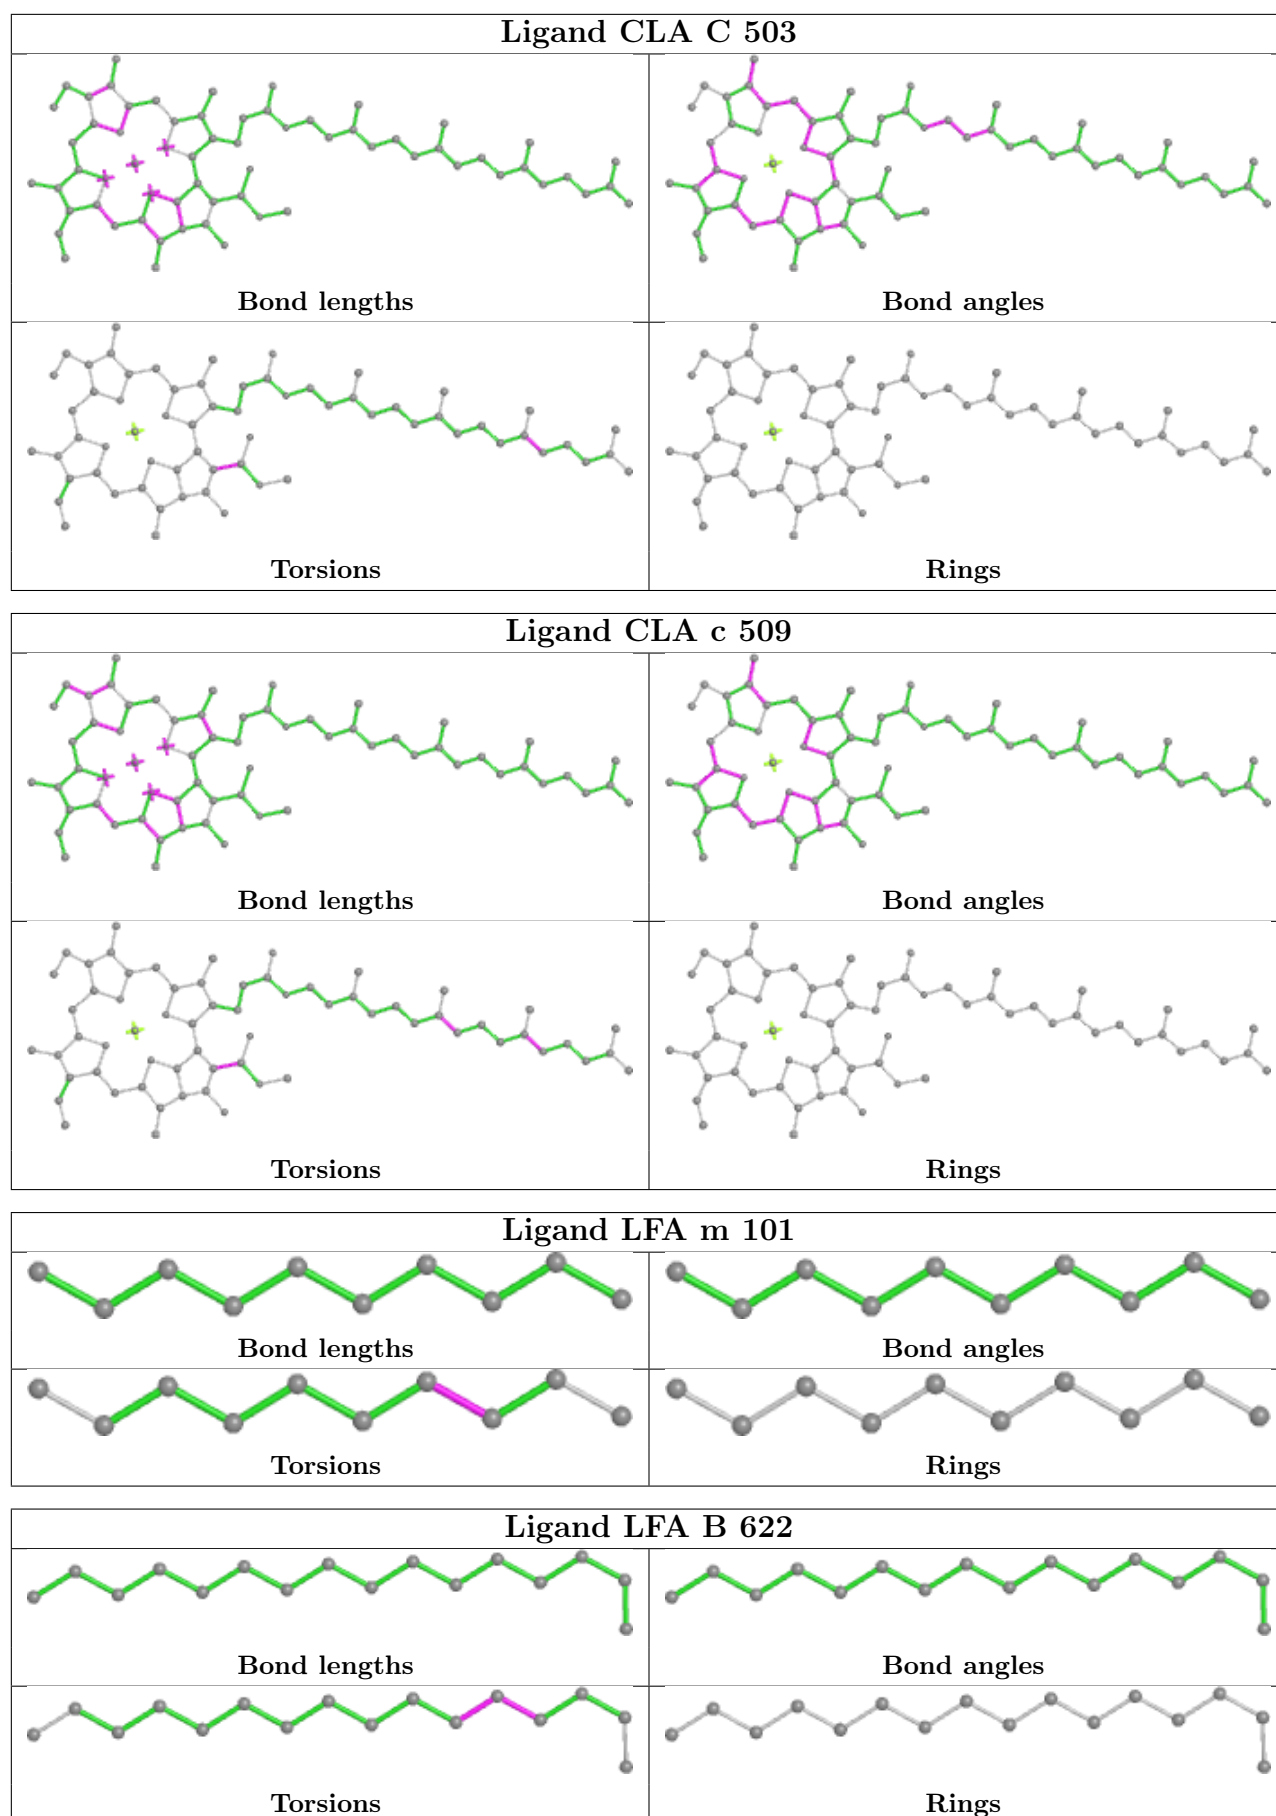 Ligand CLA C 503
Bond lengths
Bond angles
Torsions
Rings
Ligand CLA c 509
Bond lengths
Bond angles
Torsions
Rings
Ligand LFA m 101
Bond lengths
Bond angles
Torsions
Rings
Ligand LFA B 622
Bond lengths
Bond angles
Torsions
Rings